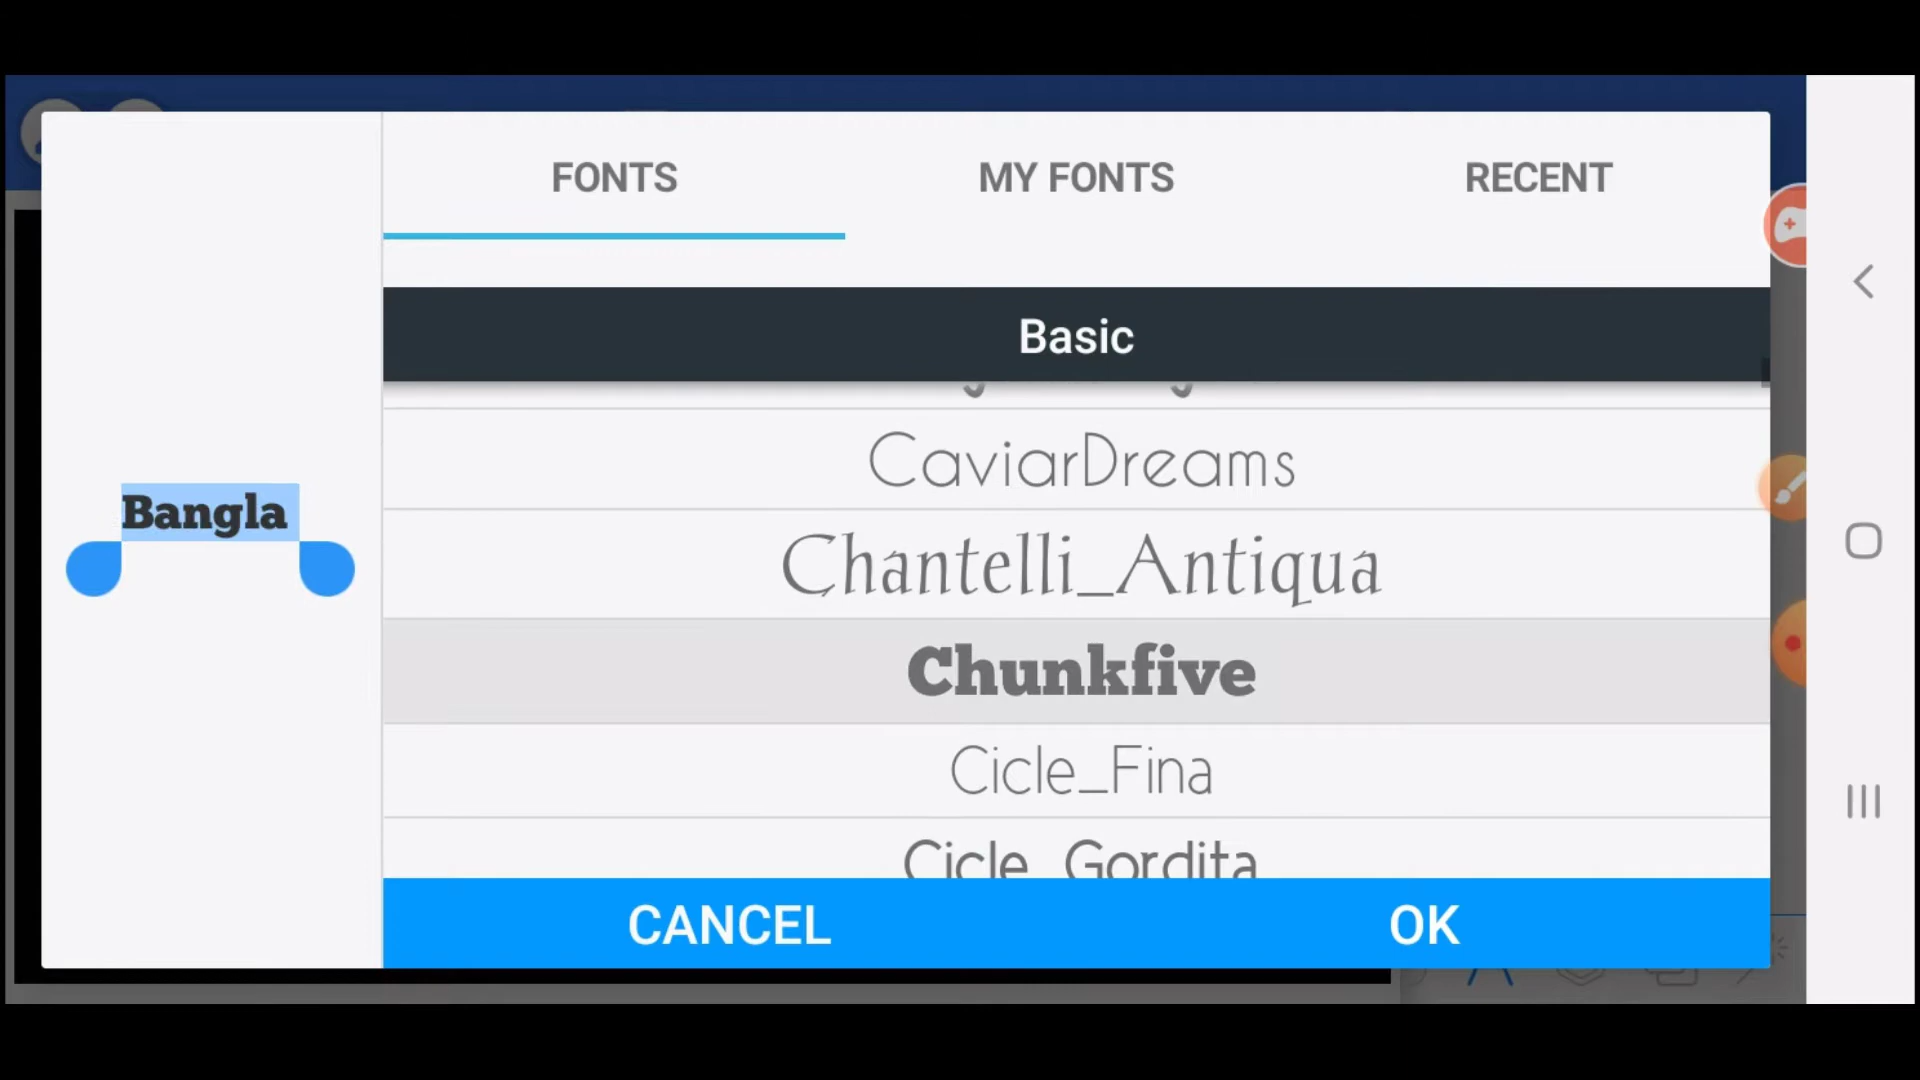 FONTS
MY FONTS
RECENT
Basic
CaviarDreams
Chantelli_Antiqua
Bangla
Chunkfive
Cicle_Fina
Cicle_Gordita
CANCEL
OK